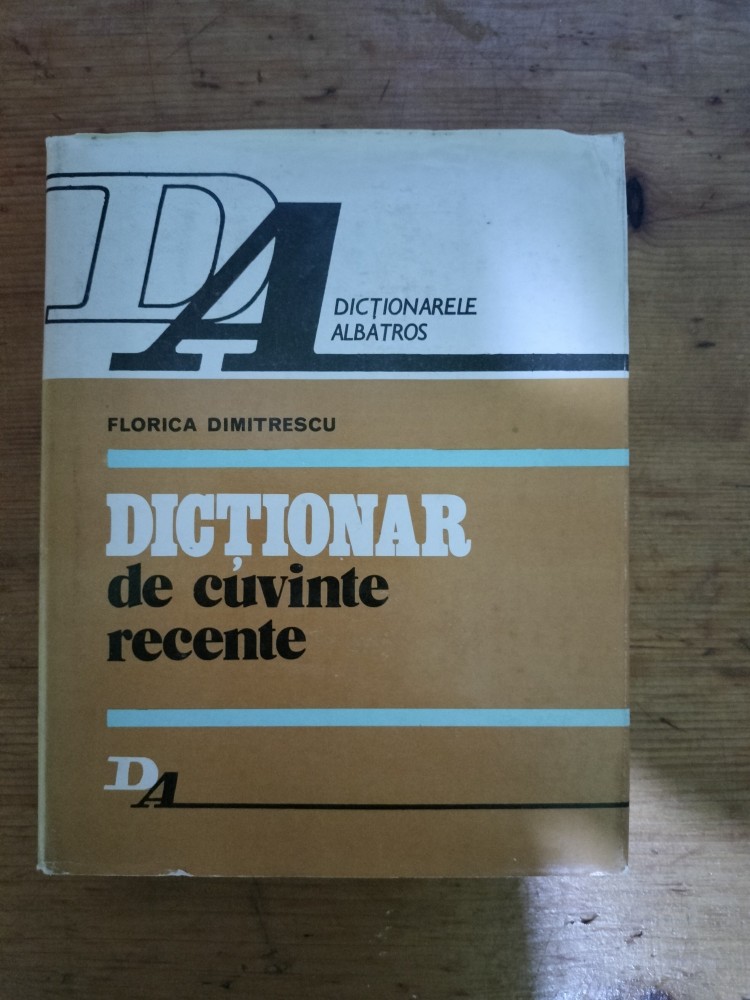 DA
DICȚIONARELE
ALBATROS
FLORICA DIMITRESCU
DICȚIONAR
de cuvinte
recente
DA